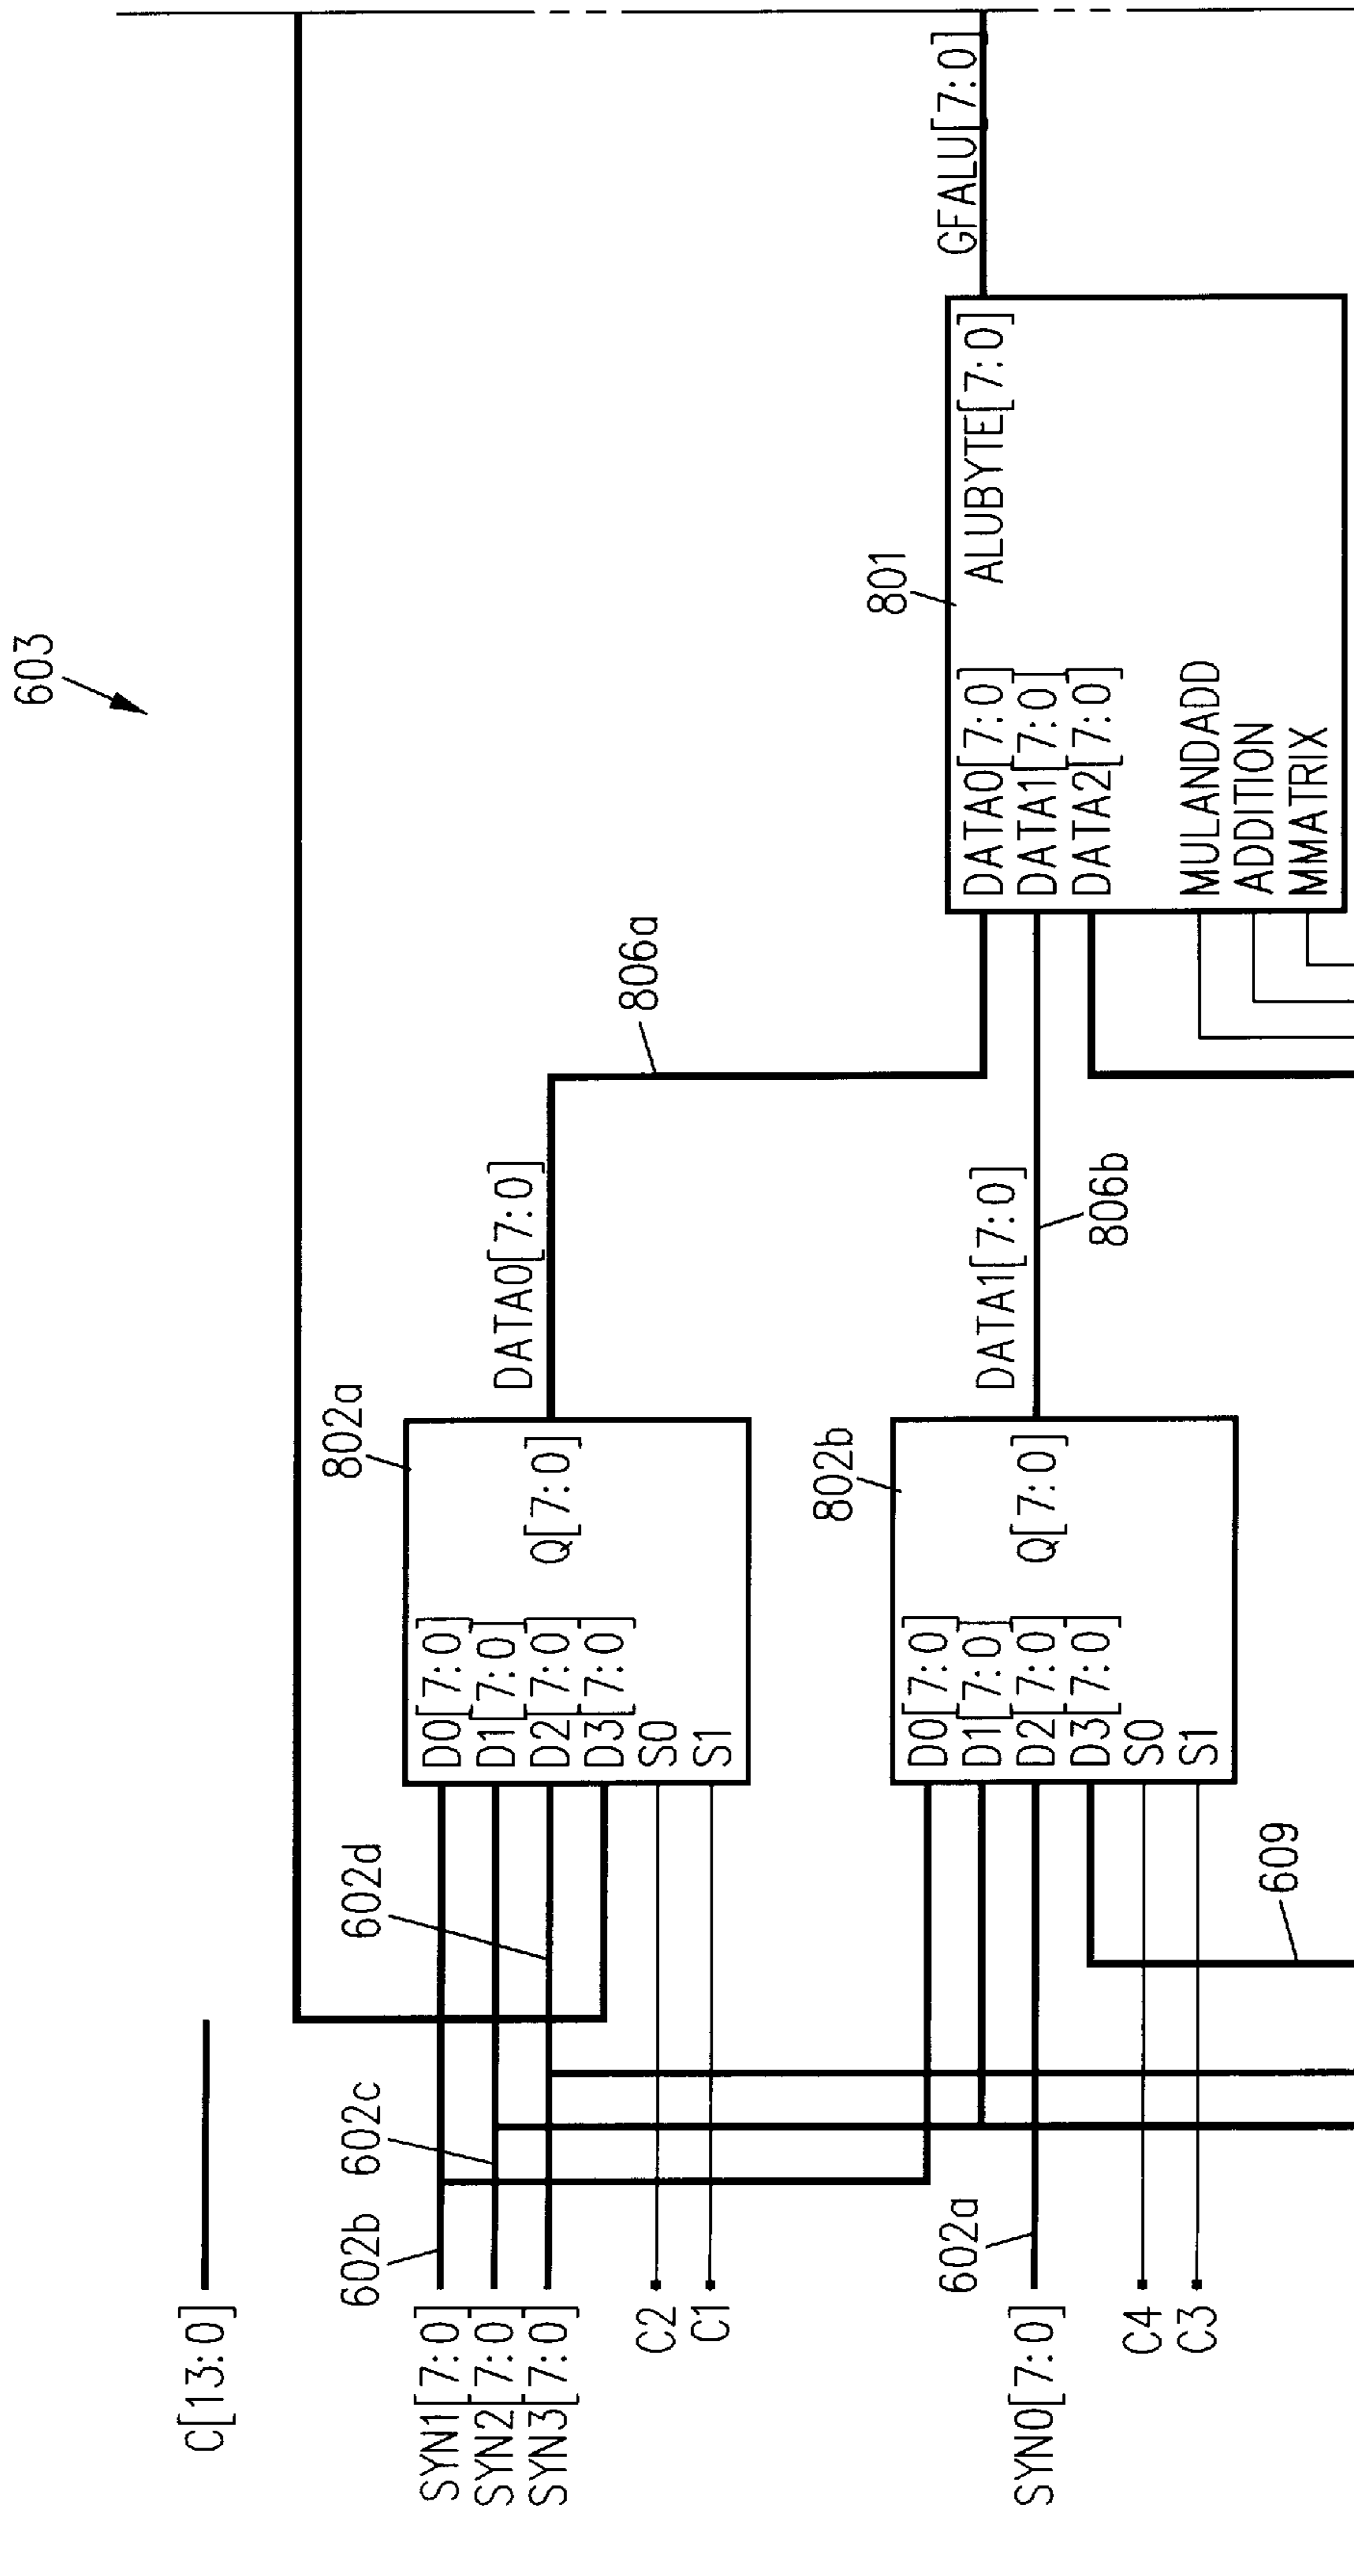 603
C[13:0]
SYN1[7:0]
SYN2[7:0]
SYN3[7:0]
C2
C1
602b
602c
602d
802a
D0[7:0]
D1[7:0]
D2[7:0]
D3[7:0]
S0
S1
Q[7:0]
DATA0[7:0]
806a
SYN0[7:0]
C4
C3
602a
609
802b
D0[7:0]
D1[7:0]
D2[7:0]
D3[7:0]
S0
S1
Q[7:0]
DATA1[7:0]
806b
801
DATA0[7:0]
DATA1[7:0]
DATA2[7:0]
MULANDADD
ADDITION
MMATRIX
ALUBYTE[7:0]
GFALU[7:0]